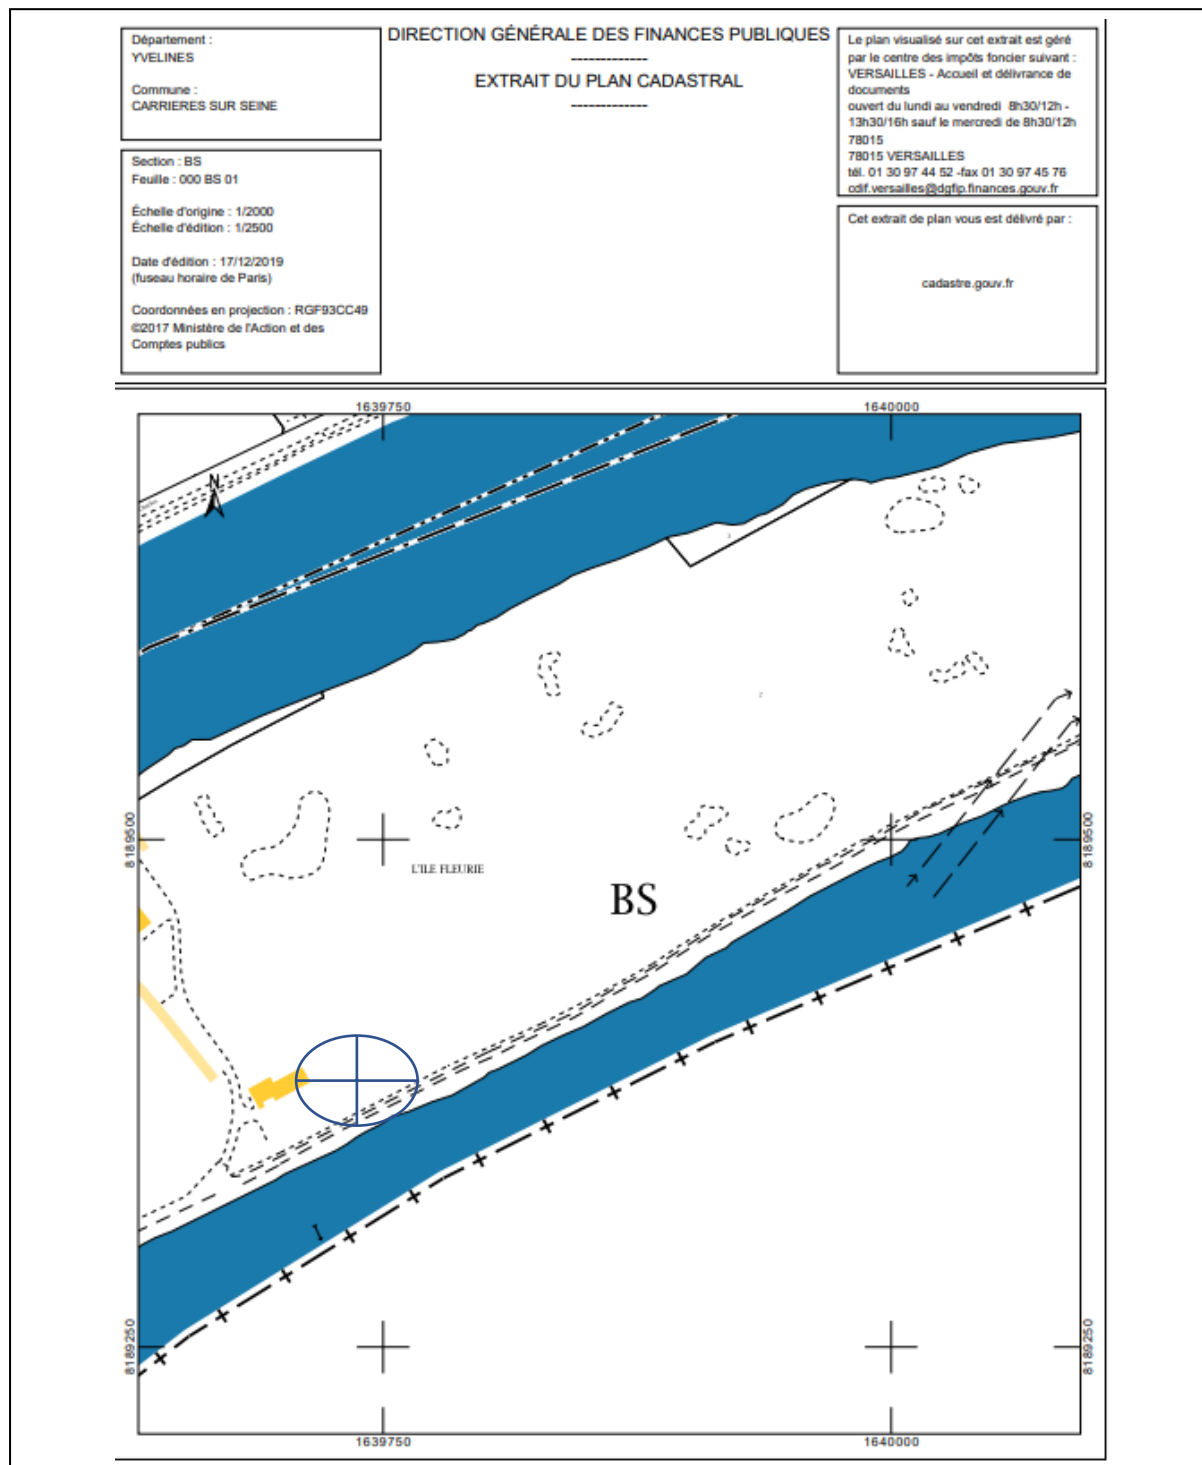 Département :
YVELINES
Commune :
CARRIERES SUR SEINE
Section : BS
Feuille : 000 BS 01
Échelle d'origine : 1/2000
Échelle d'édition : 1/2500
Date d'édition : 17/12/2019
(fuseau horaire de Paris)
Coordonnées en projection : RGF93CC49
©2017 Ministère de l'Action et des
Comptes publics
DIRECTION GÉNÉRALE DES FINANCES PUBLIQUES
-------------
EXTRAIT DU PLAN CADASTRAL
-------------
Le plan visualisé sur cet extrait est géré
par le centre des impôts foncier suivant :
VERSAILLES - Accueil et délivrance de
documents
ouvert du lundi au vendredi 8h30/12h -
13h30/16h sauf le mercredi de 8h30/12h
78015
78015 VERSAILLES
tél. 01 30 97 44 52 -fax 01 30 97 45 76
cdif.versailles@dgfip.finances.gouv.fr
Cet extrait de plan vous est délivré par :
cadastre.gouv.fr
1639750
1640000
N
8189500
8189500
L'ILE FLEURIE
BS
8189250
8189250
1639750
1640000